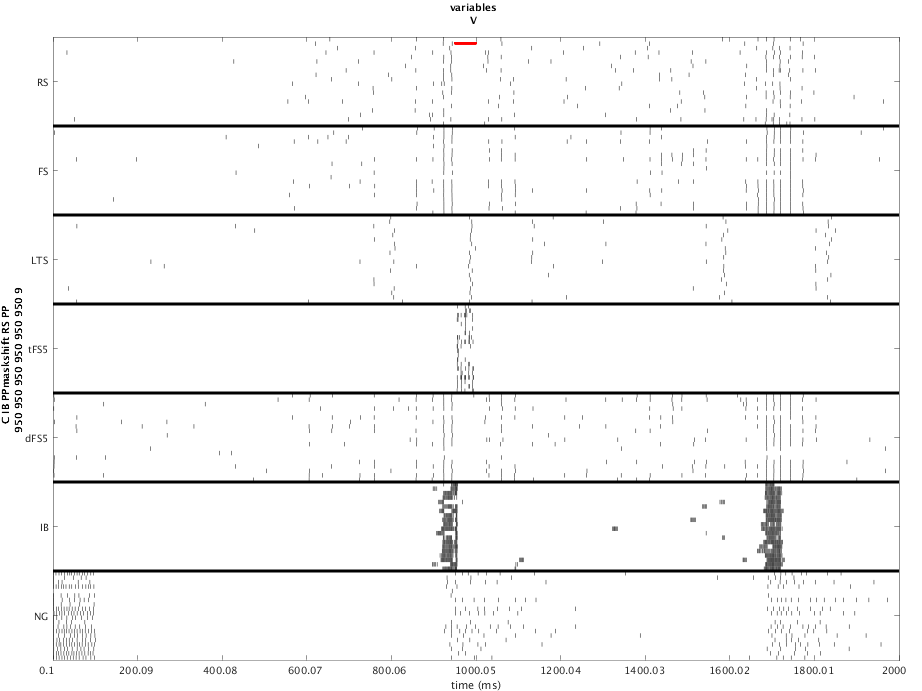 variables
V
RS
FS
LTS
tFS5
dFS5
IB
NG
C IB PPmaskshift RS PP
950 950 950 950 950 950 950 9
0.1 200.09 400.08 600.07 800.06 1000.05 1200.04 1400.03 1600.02 1800.01 2000
time (ms)